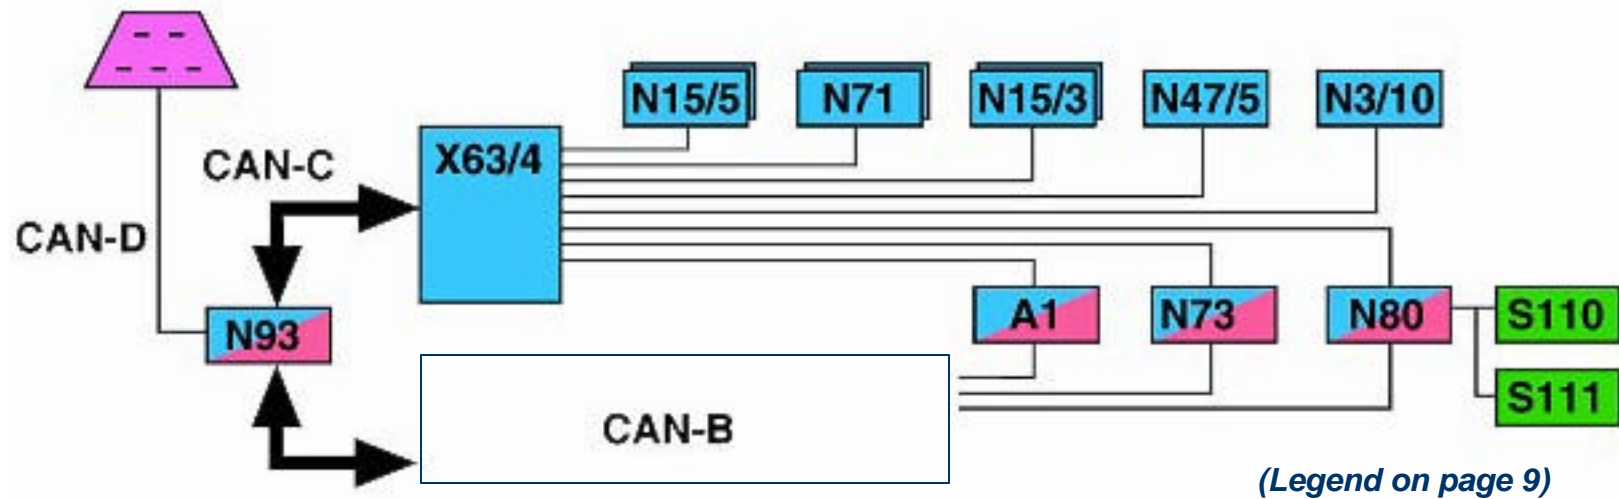 N15/5
N71
N15/3
N47/5
N3/10
X63/4
CAN-C
CAN-D
N93
A1
N73
N80
S110
S111
CAN-B
(Legend on page 9)